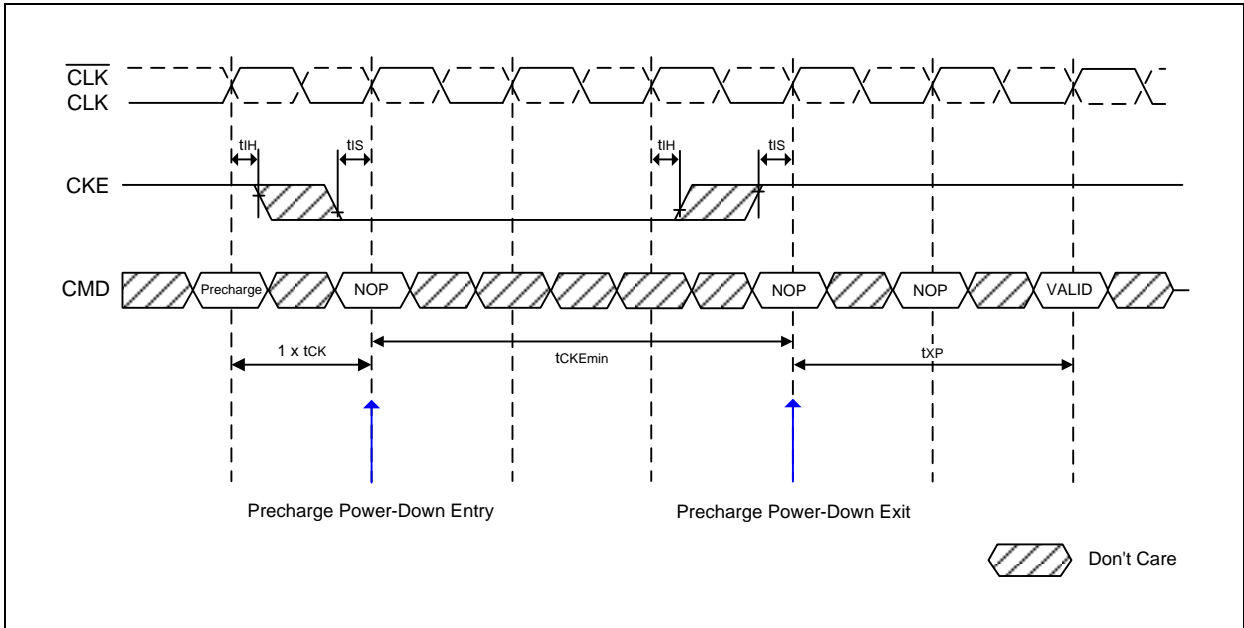 CLK
CLK
tIH
tIS
tIH
tIS
CKE
CMD
Precharge
NOP
NOP
NOP
VALID
1 x tCK
tCKEmin
tXP
Precharge Power-Down Entry
Precharge Power-Down Exit
Don't Care